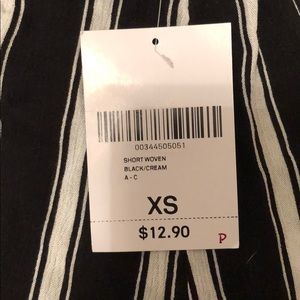 00344505051
SHORT WOVEN
BLACK/CREAM
A - C
XS
$12.90
P